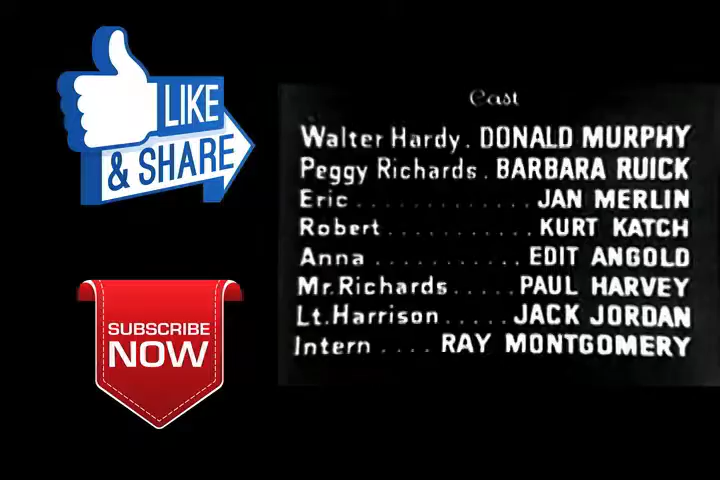 LIKE
& SHARE
SUBSCRIBE
NOW
Cast
Walter Hardy. DONALD MURPHY
Peggy Richards. BARBARA RUICK
Eric ............. JAN MERLIN
Robert ........... KURT KATCH
Anna ........... EDIT ANGOLD
Mr.Richards ..... PAUL HARVEY
Lt.Harrison ..... JACK JORDAN
Intern .... RAY MONTGOMERY